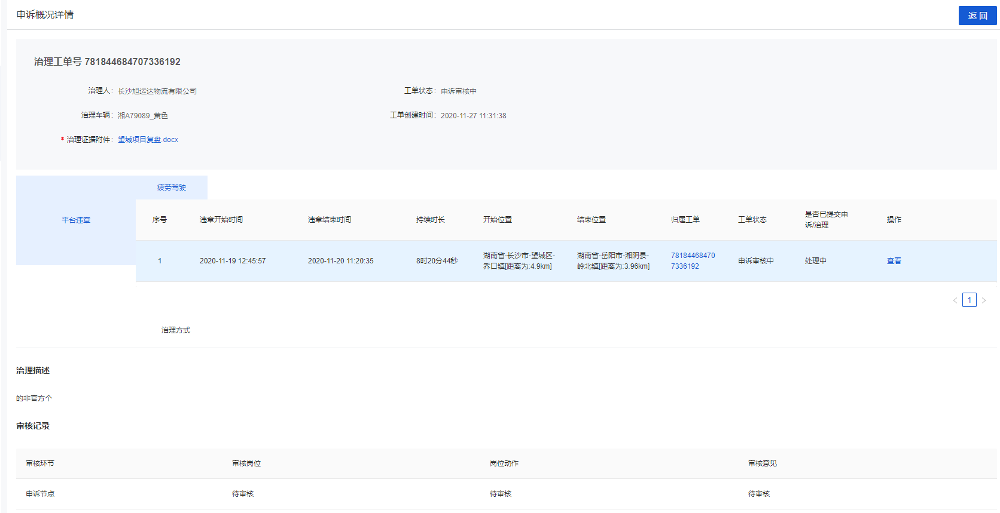 申诉概况详情
返 回
治理工单号 781844684707336192
治理人：长沙旭运达物流有限公司
工单状态：申诉审核中
治理车辆：湘A79089_黄色
工单创建时间：2020-11-27 11:31:38
* 治理证据附件：望城项目复盘.docx
疲劳驾驶
平台违章
序号 违章开始时间 违章结束时间 持续时长 开始位置 结束位置 归属工单 工单状态 是否已提交申
诉/治理 操作
1 2020-11-19 12:45:57 2020-11-20 11:20:35 8时20分44秒 湖南省-长沙市-望城区-
乔口镇[距离为:4.9km] 湖南省-岳阳市-湘阴县-
岭北镇[距离为:3.96km] 78184468470
7336192 申诉审核中 处理中 查看
< 1 >
治理方式
治理描述
的非官方个
审核记录
审核环节 审核岗位 岗位动作 审核意见
申诉节点 待审核 待审核 待审核